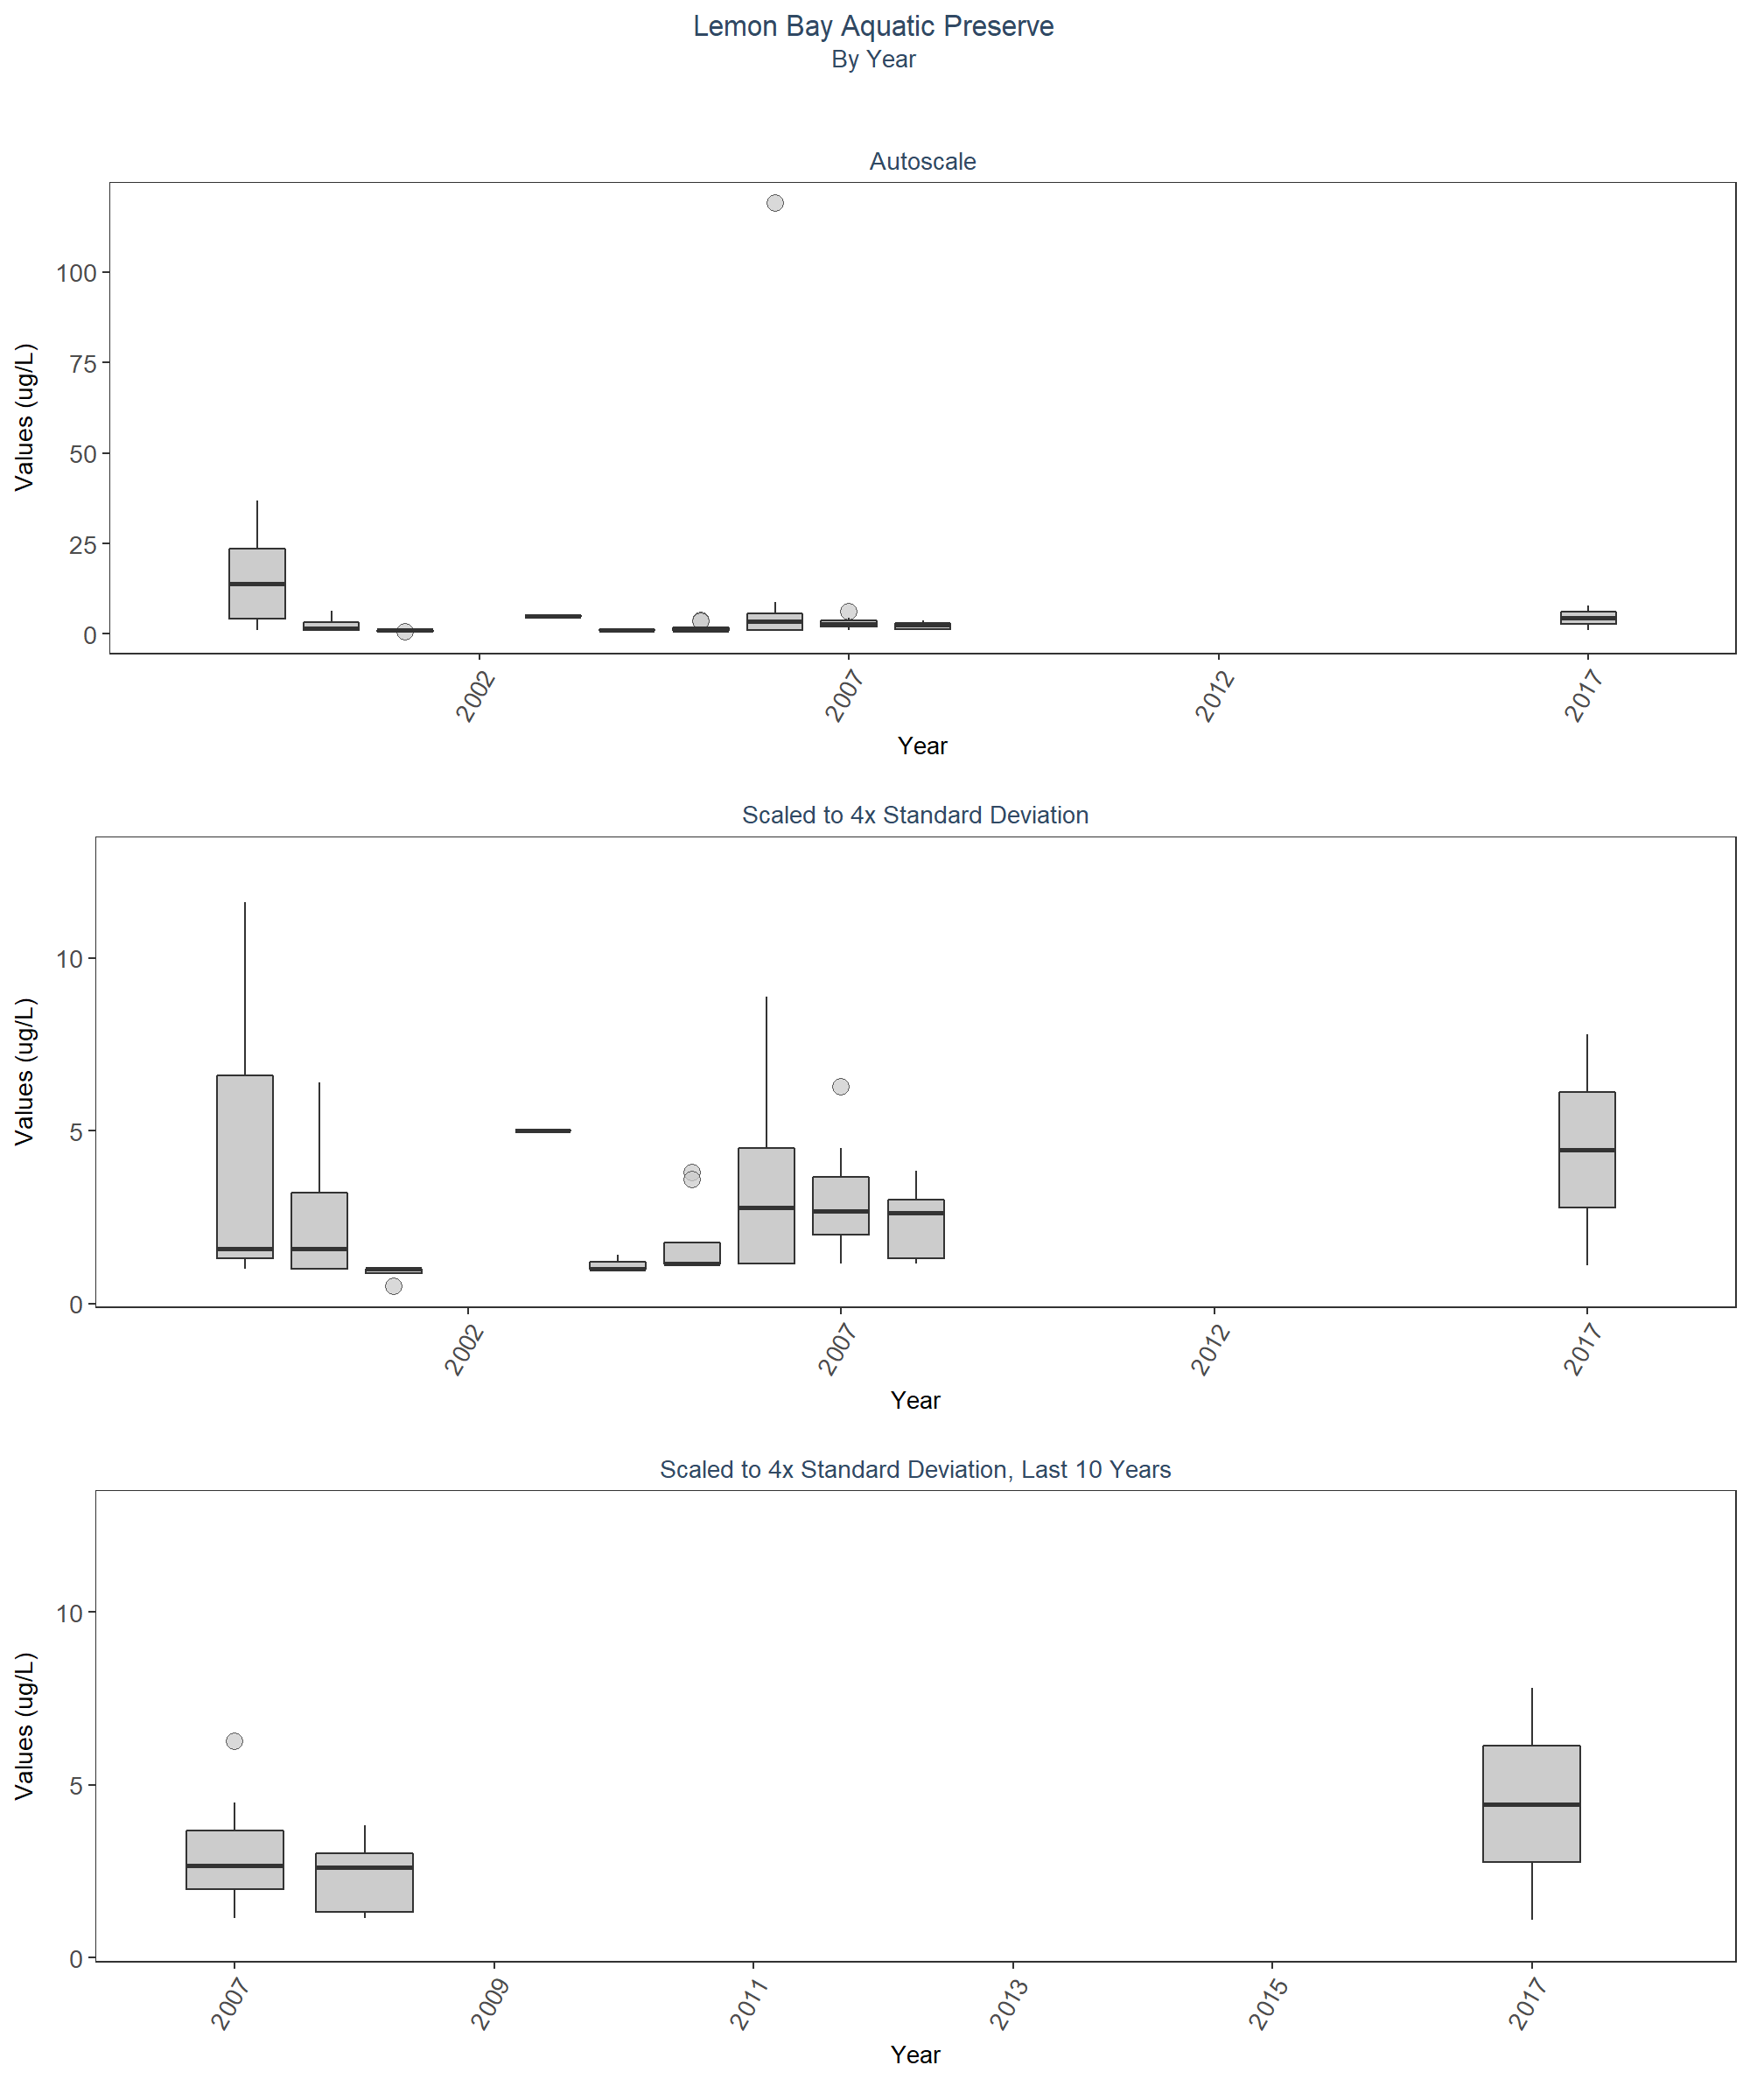 Lemon Bay Aquatic Preserve
By Year
Autoscale
Values (ug/L)
100
75
50
25
0
2002
2007
2012
2017
Year
Scaled to 4x Standard Deviation
Values (ug/L)
10
5
0
2002
2007
2012
2017
Year
Scaled to 4x Standard Deviation, Last 10 Years
Values (ug/L)
10
5
0
2007
2009
2011
2013
2015
2017
Year